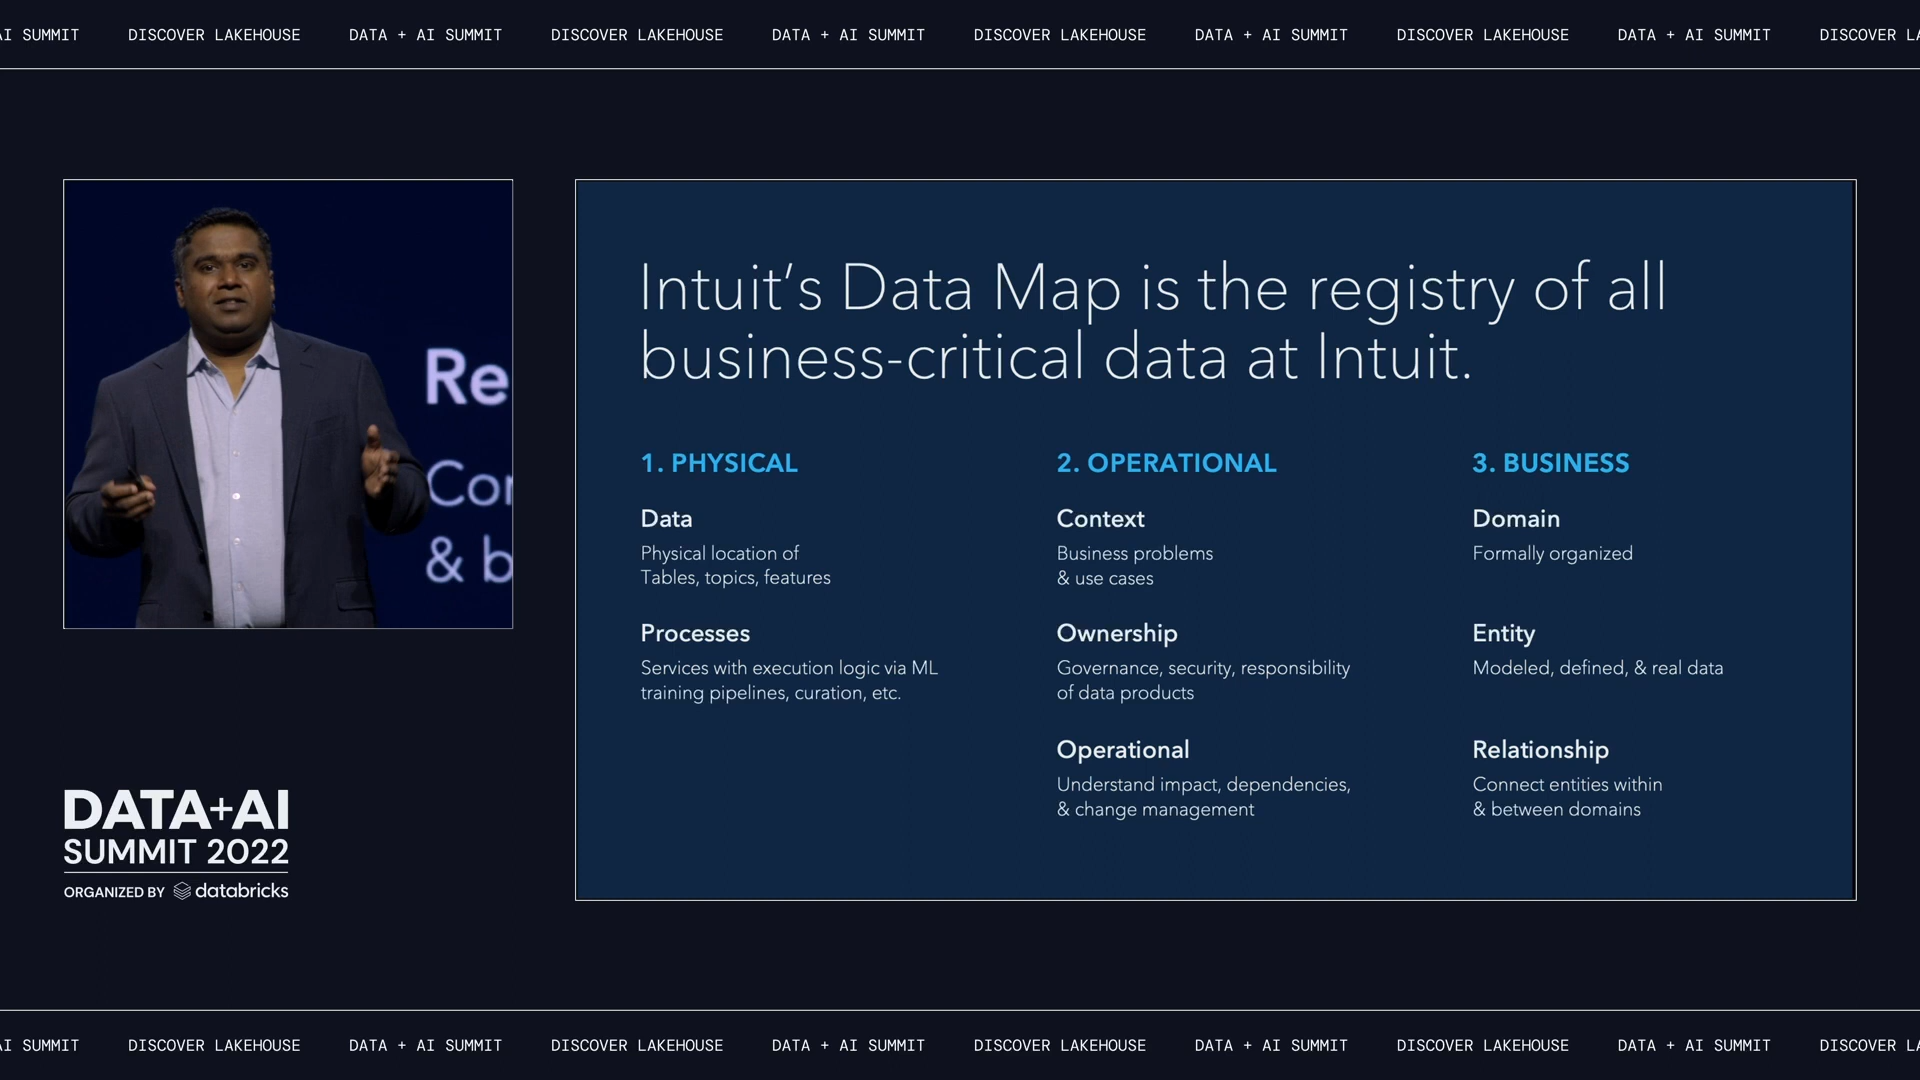 AI SUMMIT DISCOVER LAKEHOUSE DATA + AI SUMMIT DISCOVER LAKEHOUSE DATA + AI SUMMIT DISCOVER LAKEHOUSE DATA + AI SUMMIT DISCOVER LAKEHOUSE DATA + AI SUMMIT DISCOVER LA
Re
Cor
& b
DATA+AI
SUMMIT 2022
ORGANIZED BY databricks
Intuit’s Data Map is the registry of all
business-critical data at Intuit.
1. PHYSICAL
Data
Physical location of
Tables, topics, features
Processes
Services with execution logic via ML
training pipelines, curation, etc.
2. OPERATIONAL
Context
Business problems
& use cases
Ownership
Governance, security, responsibility
of data products
Operational
Understand impact, dependencies,
& change management
3. BUSINESS
Domain
Formally organized
Entity
Modeled, defined, & real data
Relationship
Connect entities within
& between domains
AI SUMMIT DISCOVER LAKEHOUSE DATA + AI SUMMIT DISCOVER LAKEHOUSE DATA + AI SUMMIT DISCOVER LAKEHOUSE DATA + AI SUMMIT DISCOVER LAKEHOUSE DATA + AI SUMMIT DISCOVER LA